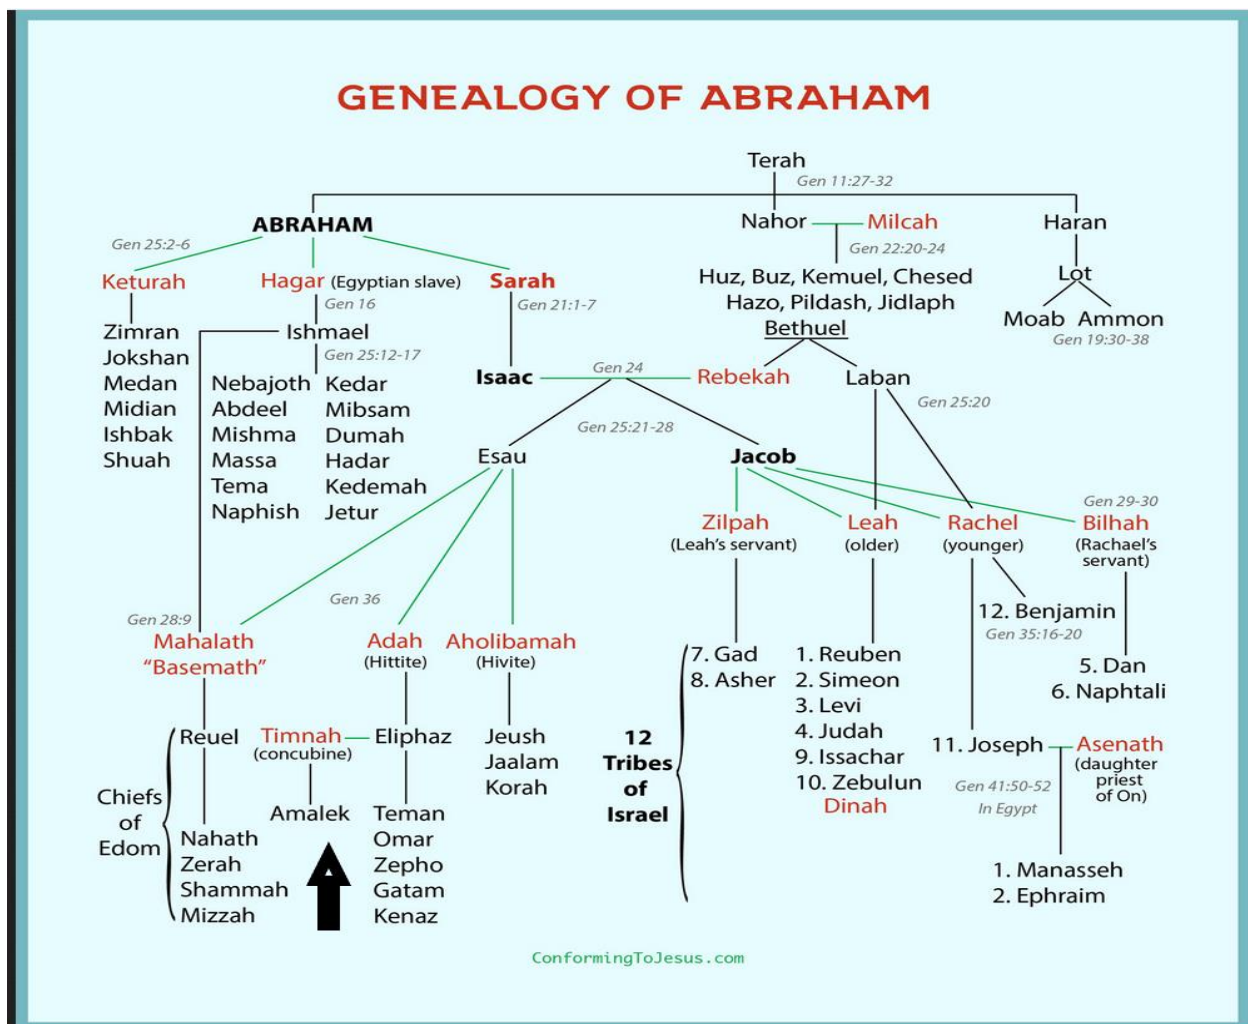 GENEALOGY OF ABRAHAM
Terah
Gen 11:27-32
ABRAHAM
Nahor
Milcah
Haran
Gen 25:2-6
Gen 22:20-24
Keturah
Hagar (Egyptian slave)
Sarah
Huz, Buz, Kemuel, Chesed
Hazo, Pildash, Jidlaph
Bethuel
Lot
Gen 16
Gen 21:1-7
Moab Ammon
Gen 19:30-38
Zimran
Jokshan
Medan
Midian
Ishbak
Shuah
Ishmael
Gen 25:12-17
Nebajoth
Abdeel
Mishma
Massa
Tema
Naphish
Kedar
Mibsam
Dumah
Hadar
Kedemah
Jetur
Isaac
Gen 24
Rebekah
Laban
Gen 25:20
Gen 25:21-28
Esau
Jacob
Gen 29-30
Zilpah
(Leah's servant)
Leah
(older)
Rachel
(younger)
Bilhah
(Rachael's
servant)
Gen 28:9
Gen 36
Mahalath
"Basemath"
Adah
(Hittite)
Aholibamah
(Hivite)
12. Benjamin
Gen 35:16-20
7. Gad
8. Asher
1. Reuben
2. Simeon
3. Levi
4. Judah
9. Issachar
10. Zebulun
Dinah
5. Dan
6. Naphtali
Chiefs
of
Edom
Reuel
Timnah
(concubine)
Eliphaz
Jeush
Jaalam
Korah
12
Tribes
of
Israel
11. Joseph
Asenath
(daughter
priest
of On)
Gen 41:50-52
In Egypt
Amalek
Nahath
Zerah
Shammah
Mizzah
Teman
Omar
Zepho
Gatam
Kenaz
1. Manasseh
2. Ephraim
ConformingToJesus.com